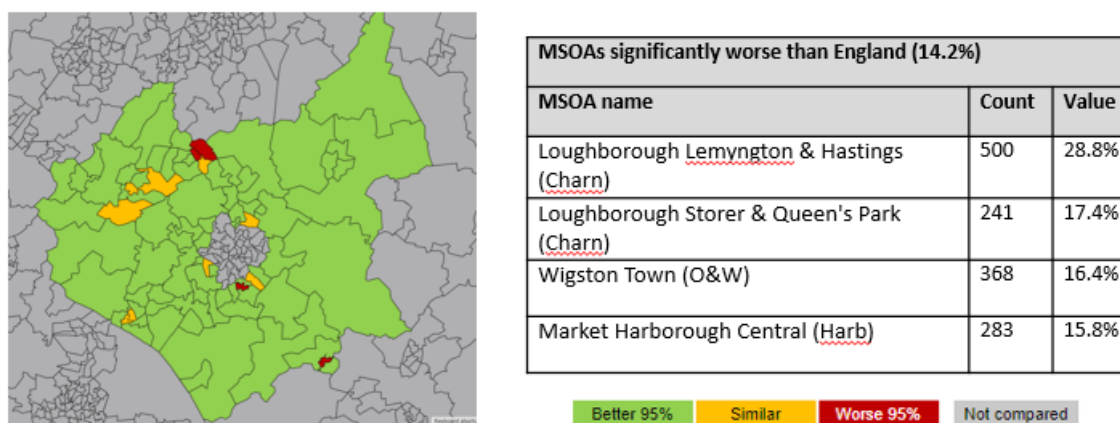 MSOAs significantly worse than England (14.2%)
MSOA name Count Value
Loughborough Lemyngton & Hastings 500 28.8%
(Charn)
Loughborough Storer & Queen's Park 241 17.4%
(Charn)
Wigston Town (O&W) 368 16.4%
Market Harborough Central (Harb) 283 15.8%
Better 95% Similar Worse 95% Not compared